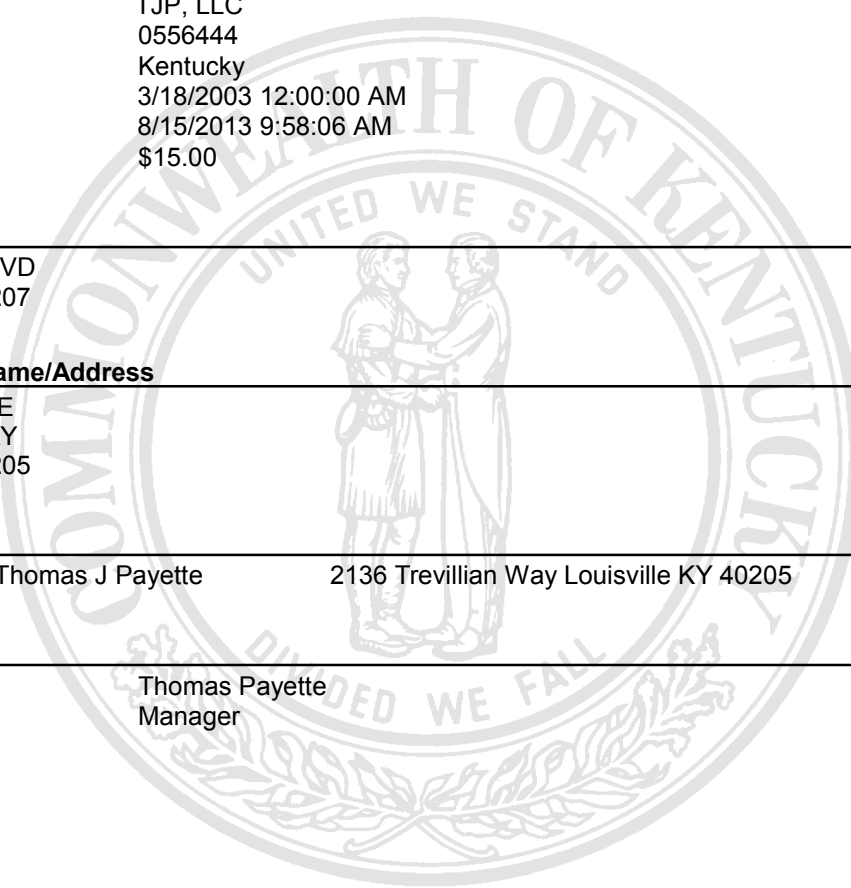 TJP, LLC
0556444
Kentucky
3/18/2003 12:00:00 AM
8/15/2013 9:58:06 AM
$15.00
COMMONWEALTH OF KENTUCKY
UNITED WE STAND
VD
207
ame/Address
E
Y
205
Thomas J Payette 2136 Trevillian Way Louisville KY 40205
DIVIDED WE FALL
Thomas Payette
Manager